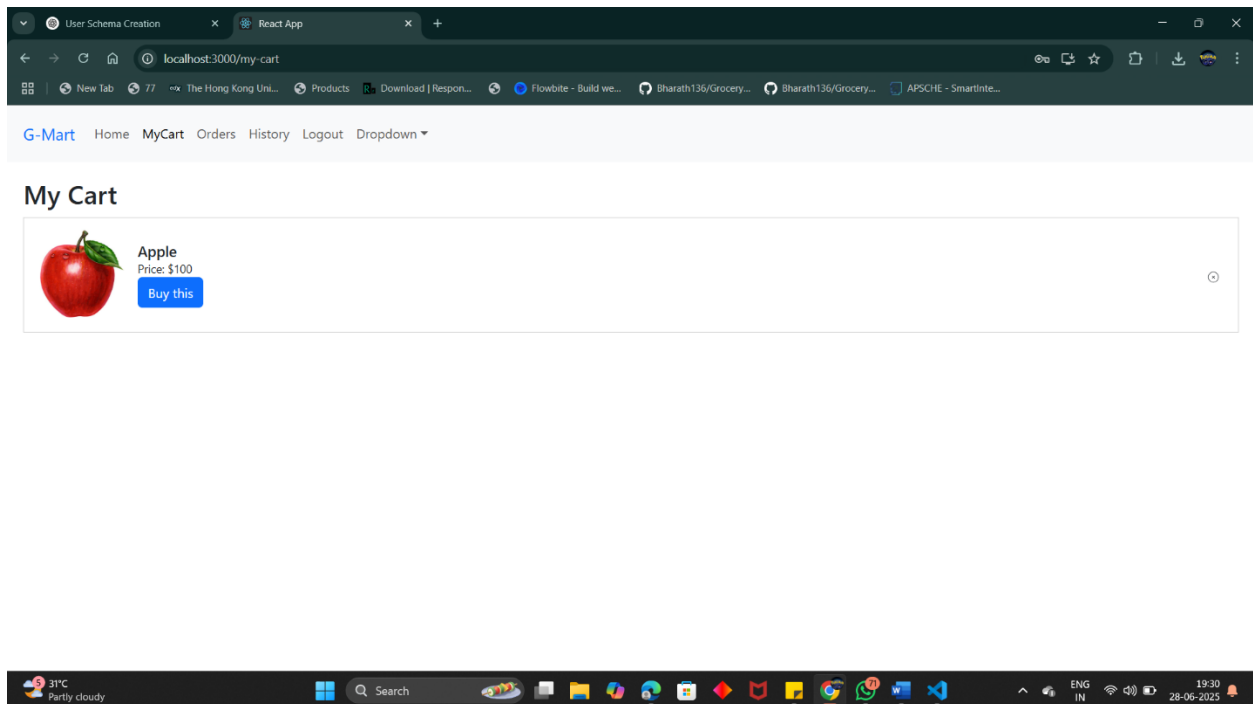 User Schema Creation React App
localhost:3000/my-cart
New Tab 77 The Hong Kong Uni... Products Download | Respon... Flowbite - Build we... Bharath136/Grocery... Bharath136/Grocery... APSCHE - SmartInte...
G-Mart Home MyCart Orders History Logout Dropdown
My Cart
Apple
Price: $100
Buy this
5 31°C
Partly cloudy
Search
71
ENG
IN
19:30
28-06-2025